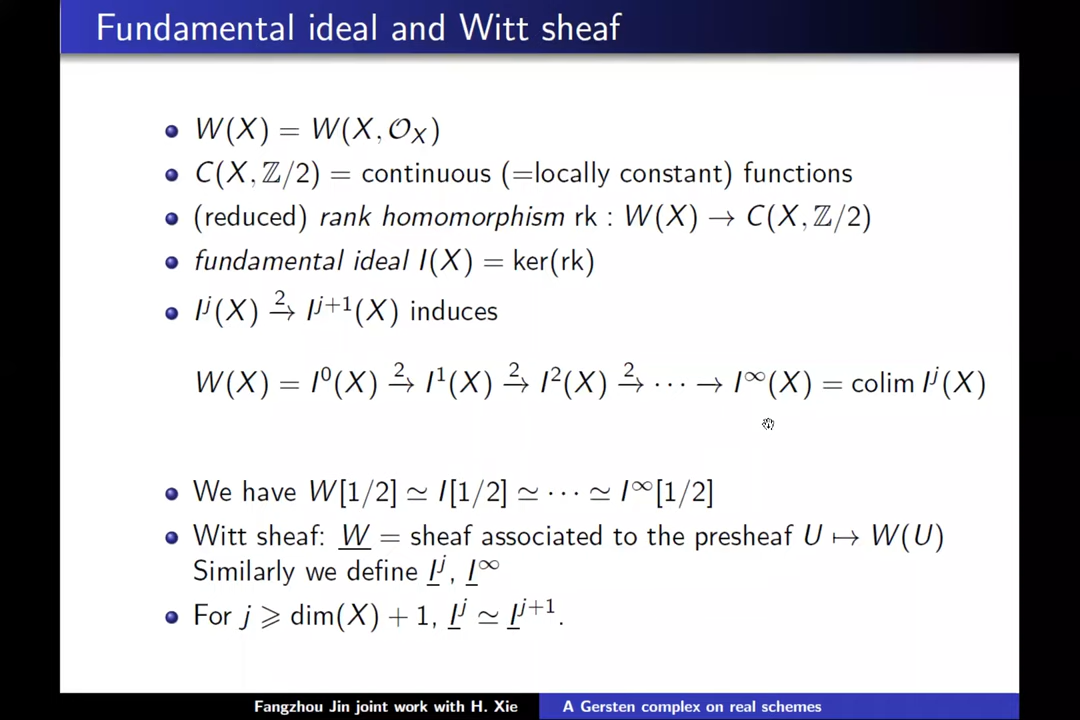 Fundamental ideal and Witt sheaf
• W(X) = W(X, 𝒪_X)
• C(X, ℤ/2) = continuous (=locally constant) functions
• (reduced) rank homomorphism rk : W(X) → C(X, ℤ/2)
• fundamental ideal I(X) = ker(rk)
• I^j(X) →^2 I^{j+1}(X) induces
W(X) = I^0(X) →^2 I^1(X) →^2 I^2(X) →^2 ⋯ → I^∞(X) = colim I^j(X)
• We have W[1/2] ≃ I[1/2] ≃ ⋯ ≃ I^∞[1/2]
• Witt sheaf: <u>W</u> = sheaf associated to the presheaf U ↦ W(U)
Similarly we define <u>I</u>^j, <u>I</u>^∞
• For j ⩾ dim(X) + 1, <u>I</u>^j ≃ <u>I</u>^{j+1}.
Fangzhou Jin joint work with H. Xie A Gersten complex on real schemes